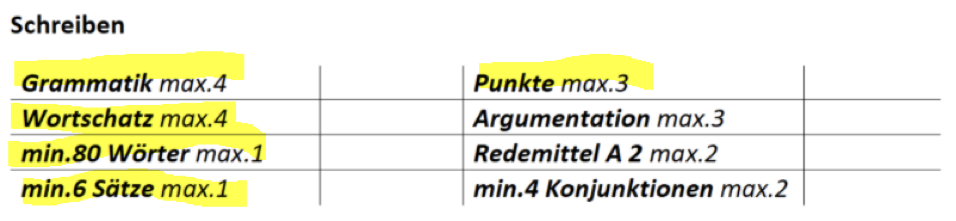 Schreiben
Grammatik max.4 Punkte max.3
Wortschatz max.4 Argumentation max.3
min.80 Wörter max.1 Redemittel A 2 max.2
min.6 Sätze max.1 min.4 Konjunktionen max.2